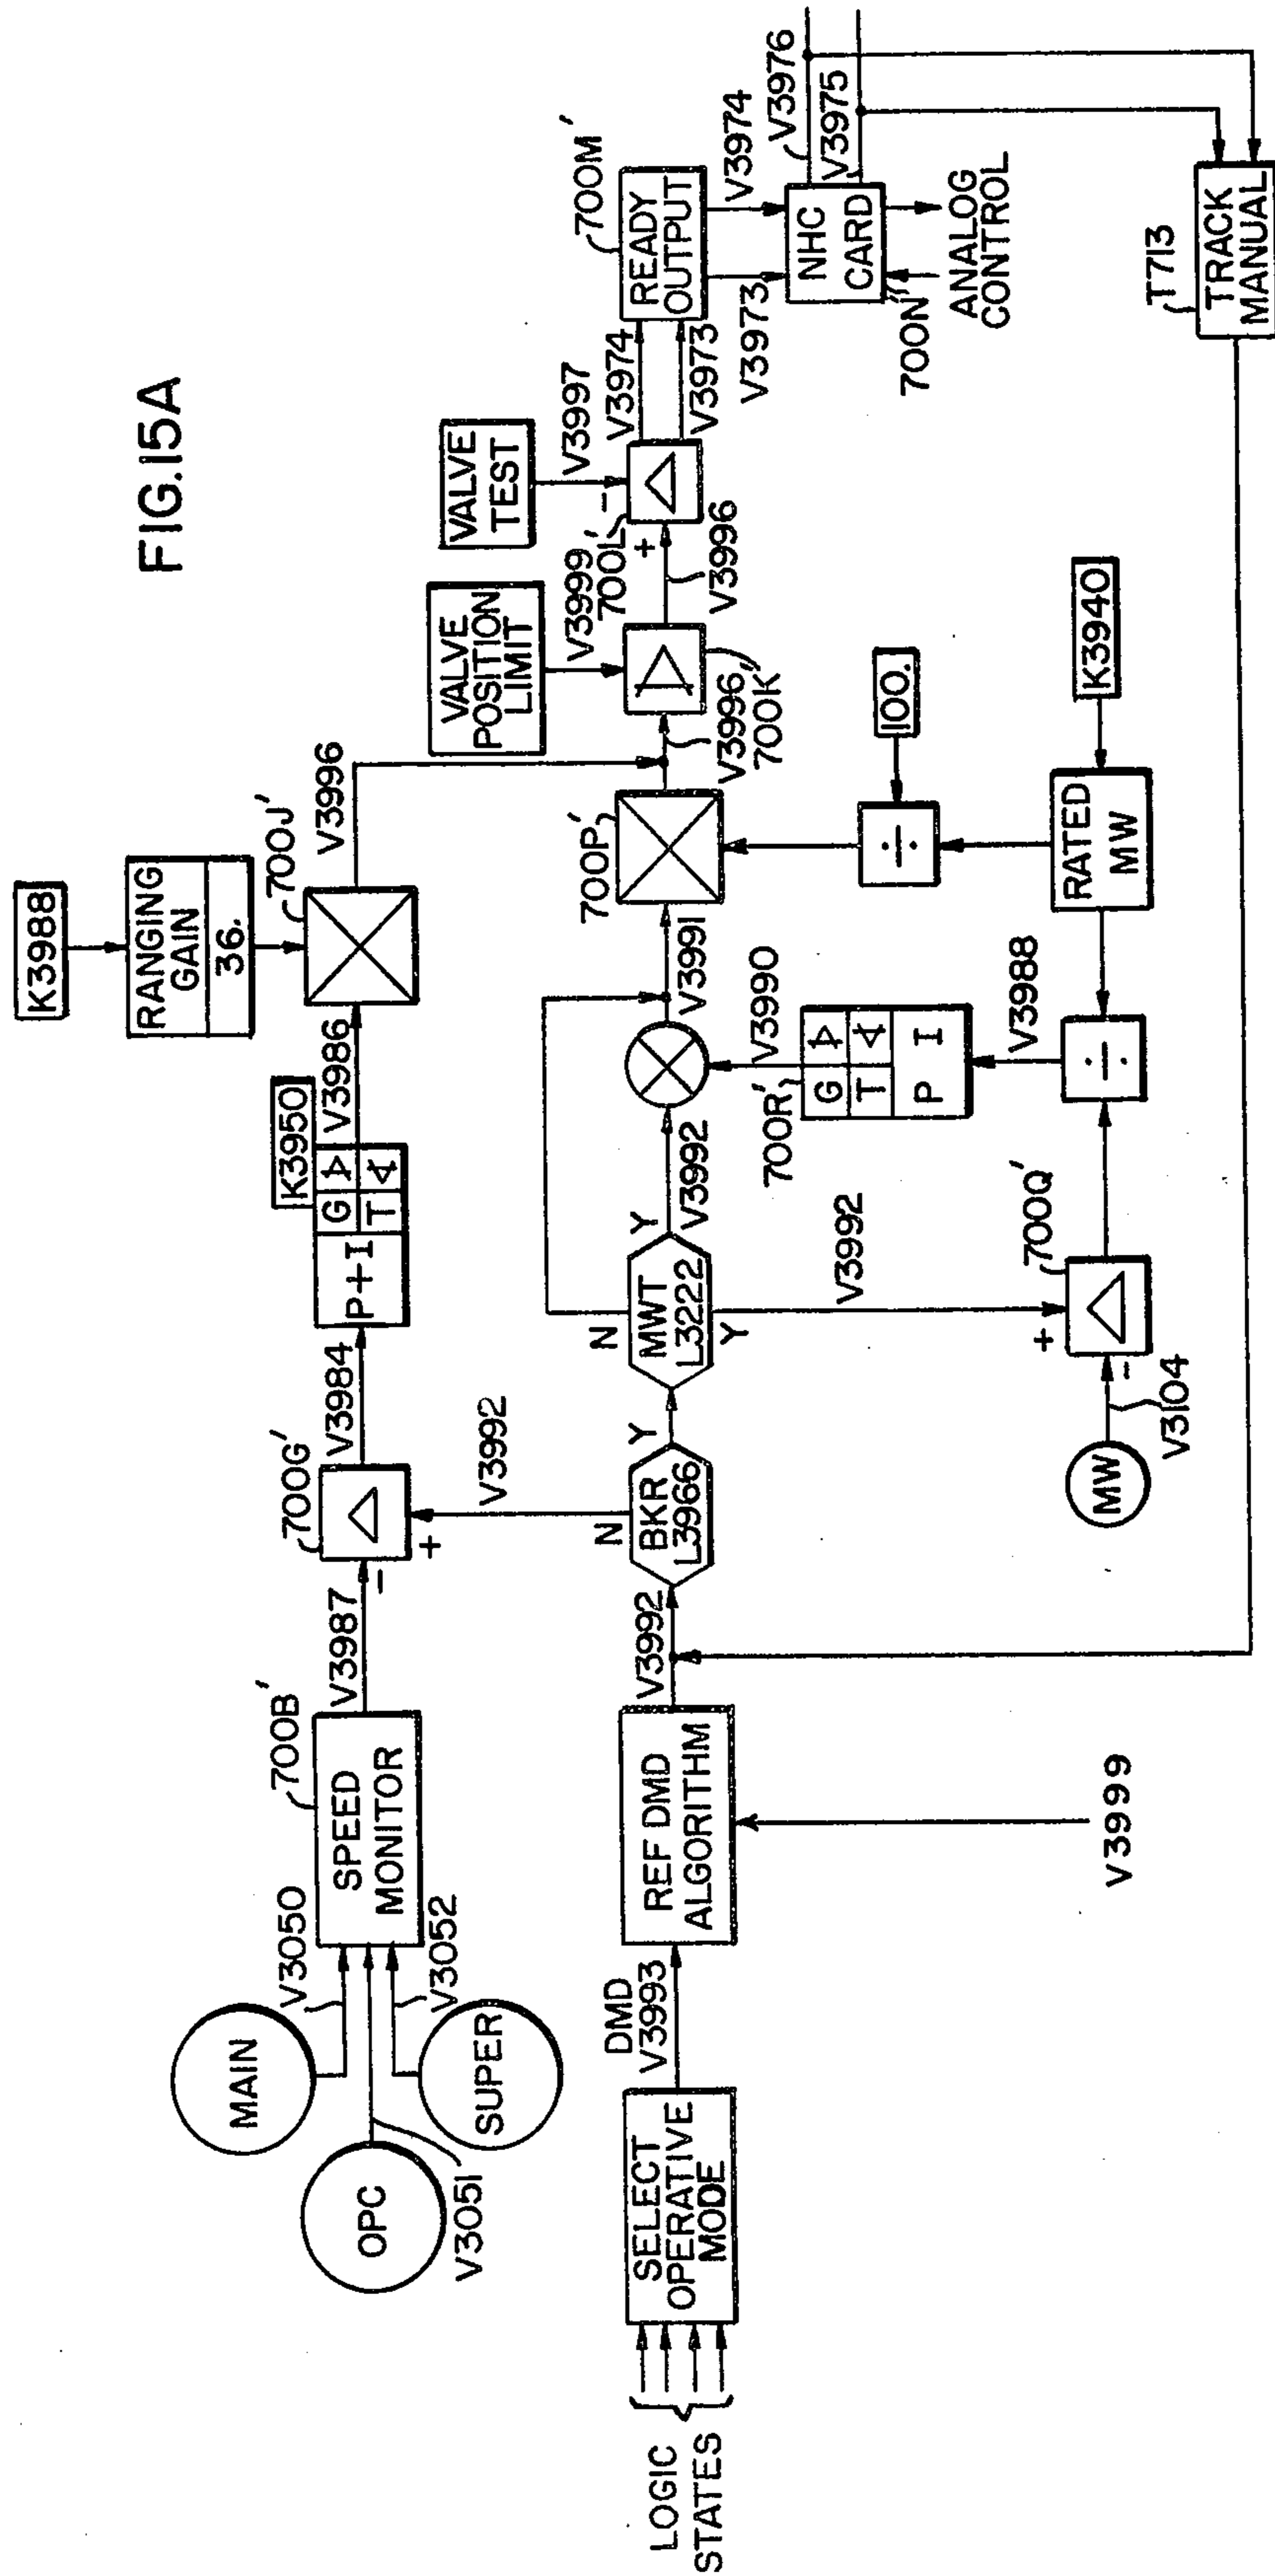 FIG.15A
K3988
RANGING
GAIN
36.
700J'
V3996
K3950
P+I
G
T
V3986
V3984
700G'
-
+
V3992
V3987
700B'
SPEED
MONITOR
V3050
V3051
V3052
MAIN
OPC
SUPER
LOGIC
STATES
SELECT
OPERATIVE
MODE
DMD
V3993
REF DMD
ALGORITHM
V3999
V3992
N
BKR
L3966
Y
N
MWT
L3222
Y
Y
V3992
V3992
V3991
V3990
700R'
G
T
P I
V3988
700Q'
+
-
V3104
MW
÷
RATED
MW
K3940
÷
100.
700P'
V3996,
700K'
VALVE
POSITION
LIMIT
V3999
V3996
VALVE
TEST
V3997
700L'
-
+
V3974
V3973
700M'
READY
OUTPUT
V3974
V3973
NHC
CARD
700N'
ANALOG
CONTROL
V3976
V3975
T713
TRACK
MANUAL